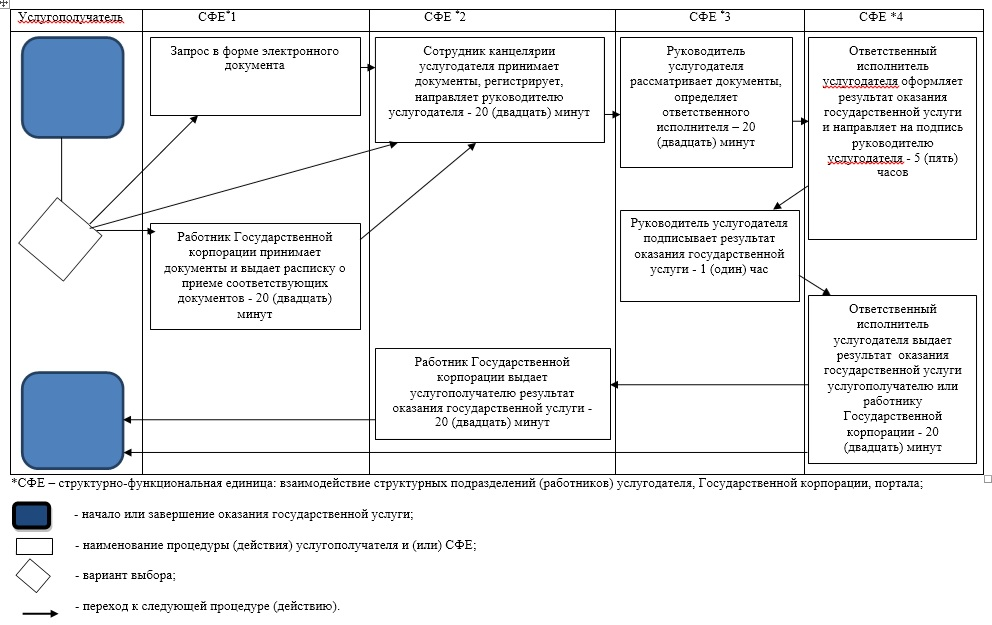 Услугополучатель
СФЕ*1
СФЕ *2
СФЕ *3
СФЕ *4
Запрос в форме электронного
документа
Сотрудник канцелярии
услугодателя принимает
документы, регистрирует,
направляет руководителю
услугодателя - 20 (двадцать) минут
Руководитель
услугодателя
рассматривает документы,
определяет
ответственного
исполнителя – 20
(двадцать) минут
Ответственный
исполнитель
услугодателя оформляет
результат оказания
государственной услуги
и направляет на подпись
руководителю
услугодателя - 5 (пять)
часов
Работник Государственной
корпорации принимает
документы и выдает расписку о
приеме соответствующих
документов - 20 (двадцать)
минут
Руководитель услугодателя
подписывает результат
оказания государственной
услуги - 1 (один) час
Ответственный
исполнитель
услугодателя выдает
результат оказания
государственной услуги
услугополучателю или
работнику
Государственной
корпорации - 20
(двадцать) минут
Работник Государственной
корпорации выдает
услугополучателю результат
оказания государственной услуги -
20 (двадцать) минут
*СФЕ – структурно-функциональная единица: взаимодействие структурных подразделений (работников) услугодателя, Государственной корпорации, портала;
- начало или завершение оказания государственной услуги;
- наименование процедуры (действия) услугополучателя и (или) СФЕ;
- вариант выбора;
- переход к следующей процедуре (действию).